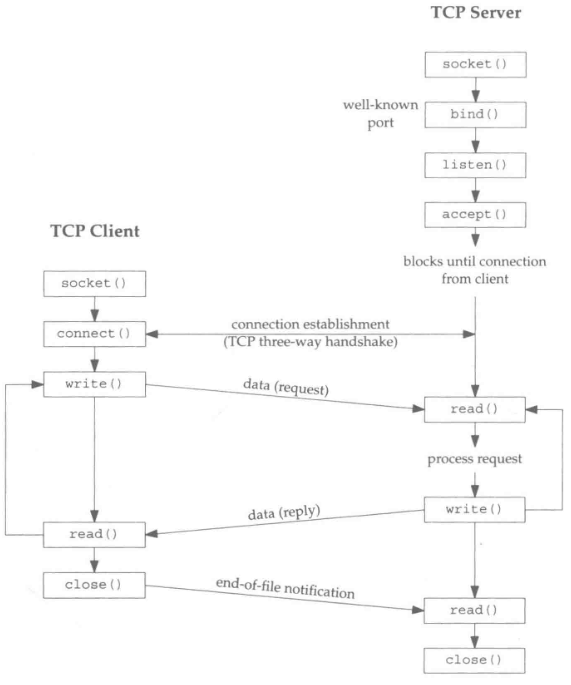 TCP Server
socket()
well-known
port
bind()
listen()
accept()
TCP Client
blocks until connection
from client
socket()
connect()
connection establishment
(TCP three-way handshake)
write()
data (request)
read()
process request
data (reply)
write()
read()
close()
end-of-file notification
read()
close()